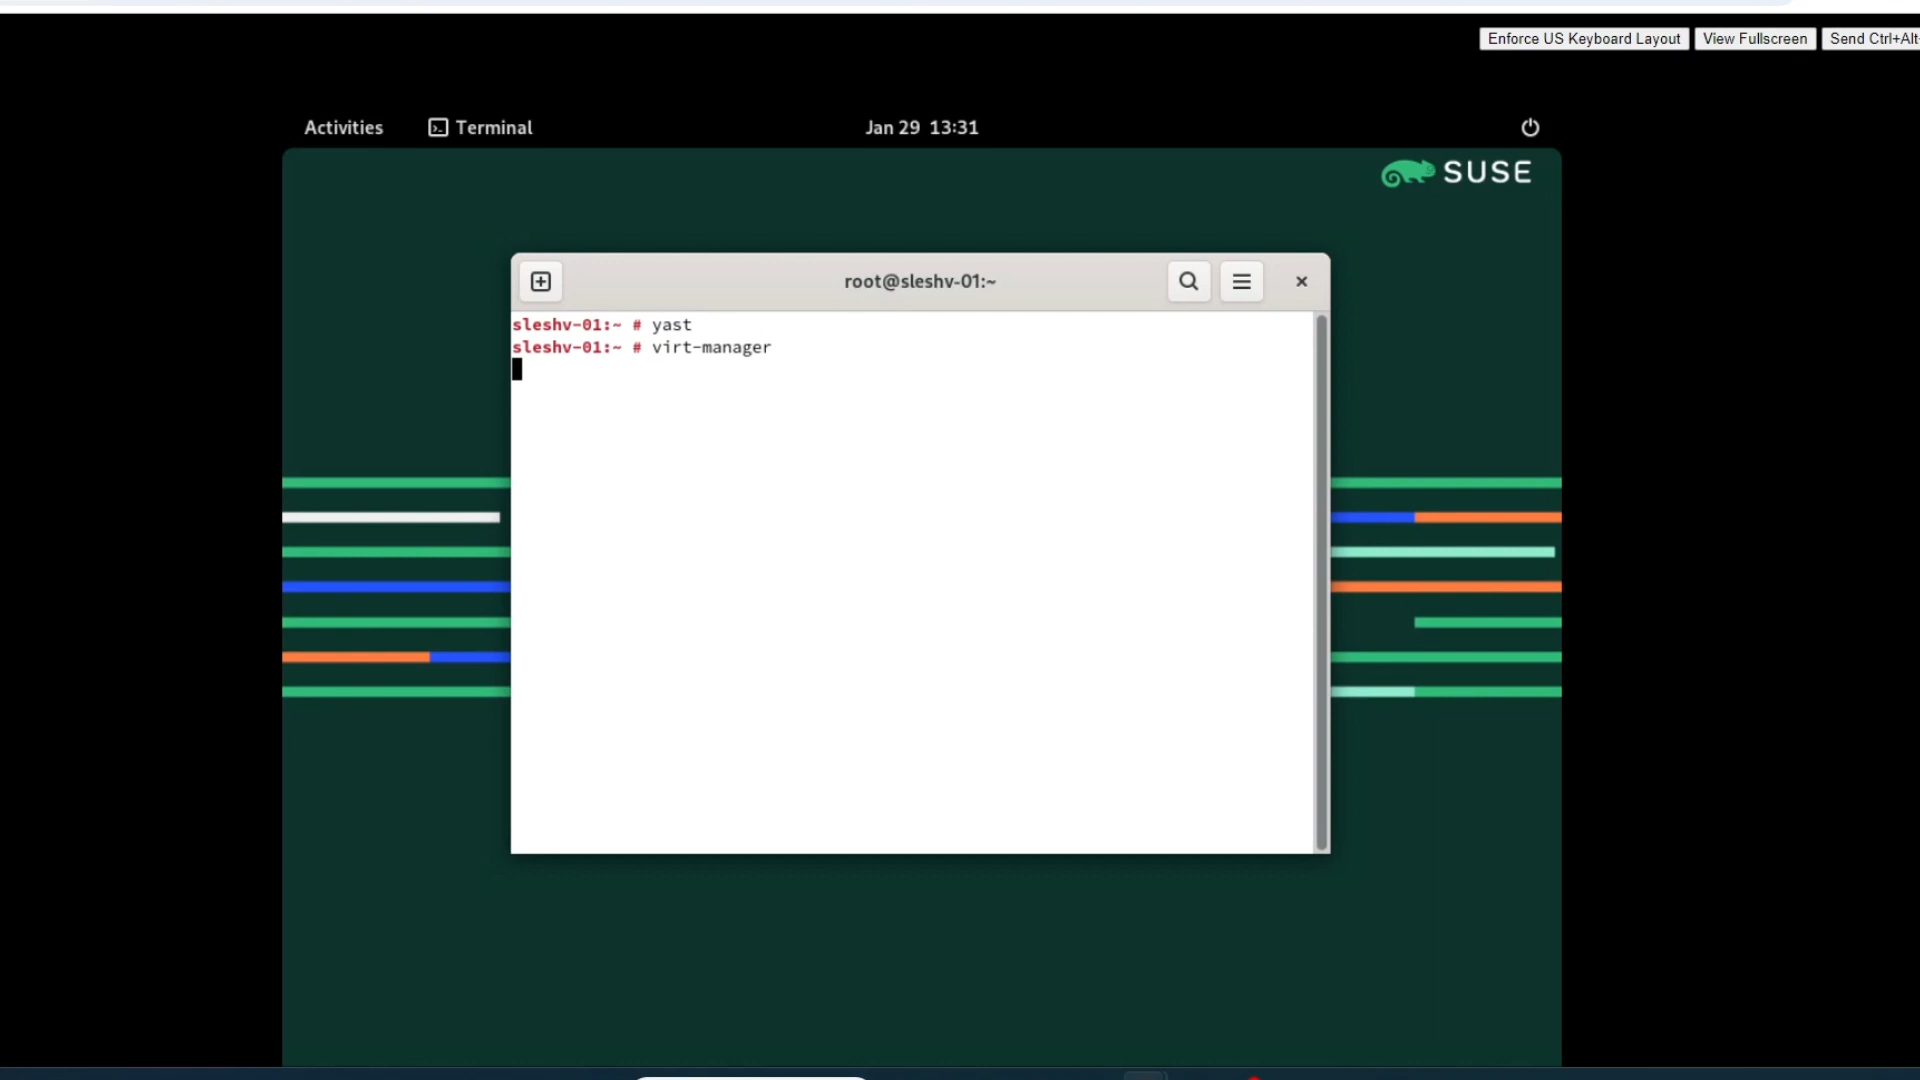 Enforce US Keyboard Layout View Fullscreen Send Ctrl+Alt
Activities Terminal Jan 29 13:31
SUSE
root@sleshv-01:~
sleshv-01:~ # yast
sleshv-01:~ # virt-manager